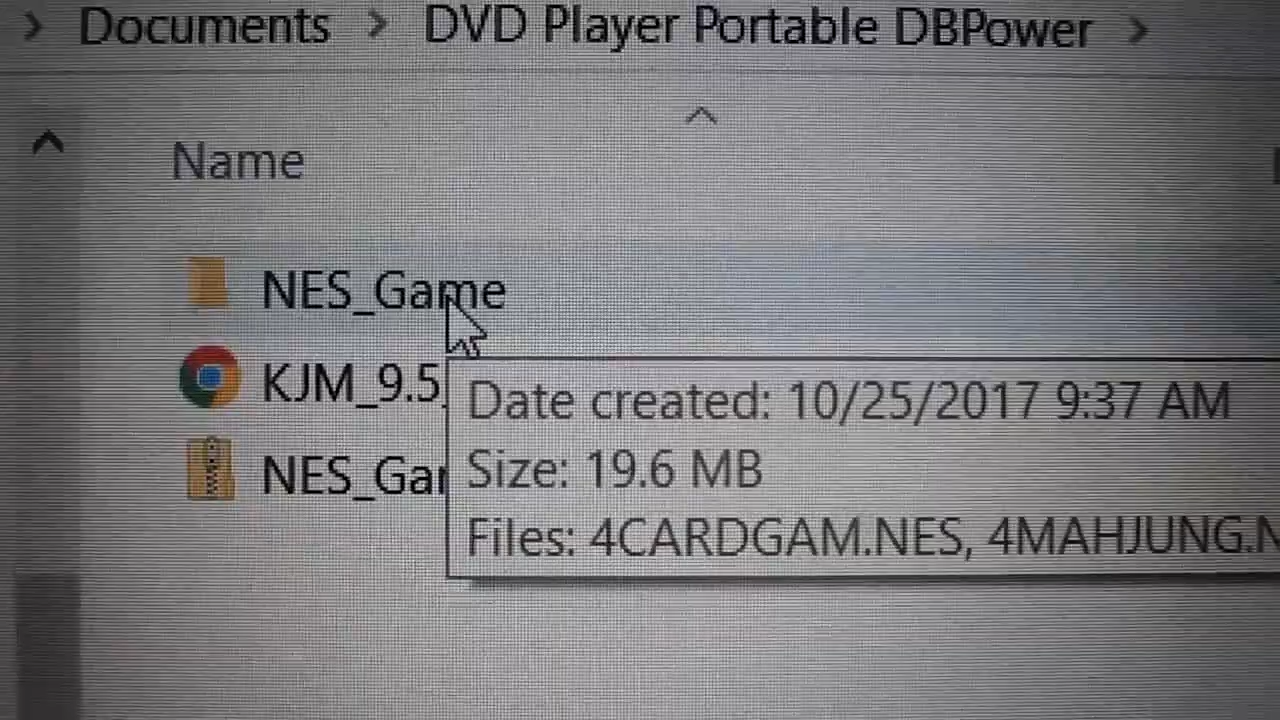 Documents > DVD Player Portable DBPower >
Name
NES_Game
KJM_9.5
Date created: 10/25/2017 9:37 AM
NES_Gar
Size: 19.6 MB
Files: 4CARDGAM.NES, 4MAHJUNG.N